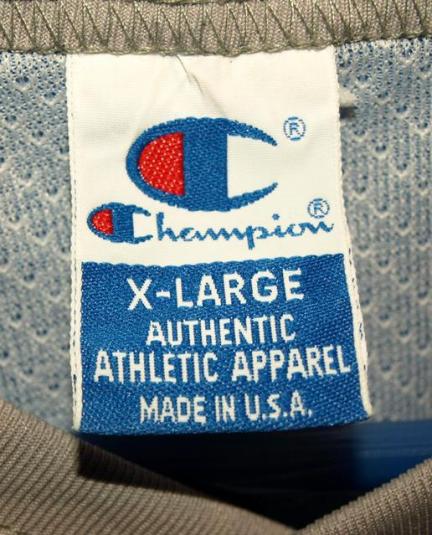 C®
Champion®
X-LARGE
AUTHENTIC
ATHLETIC APPAREL
MADE IN U.S.A.